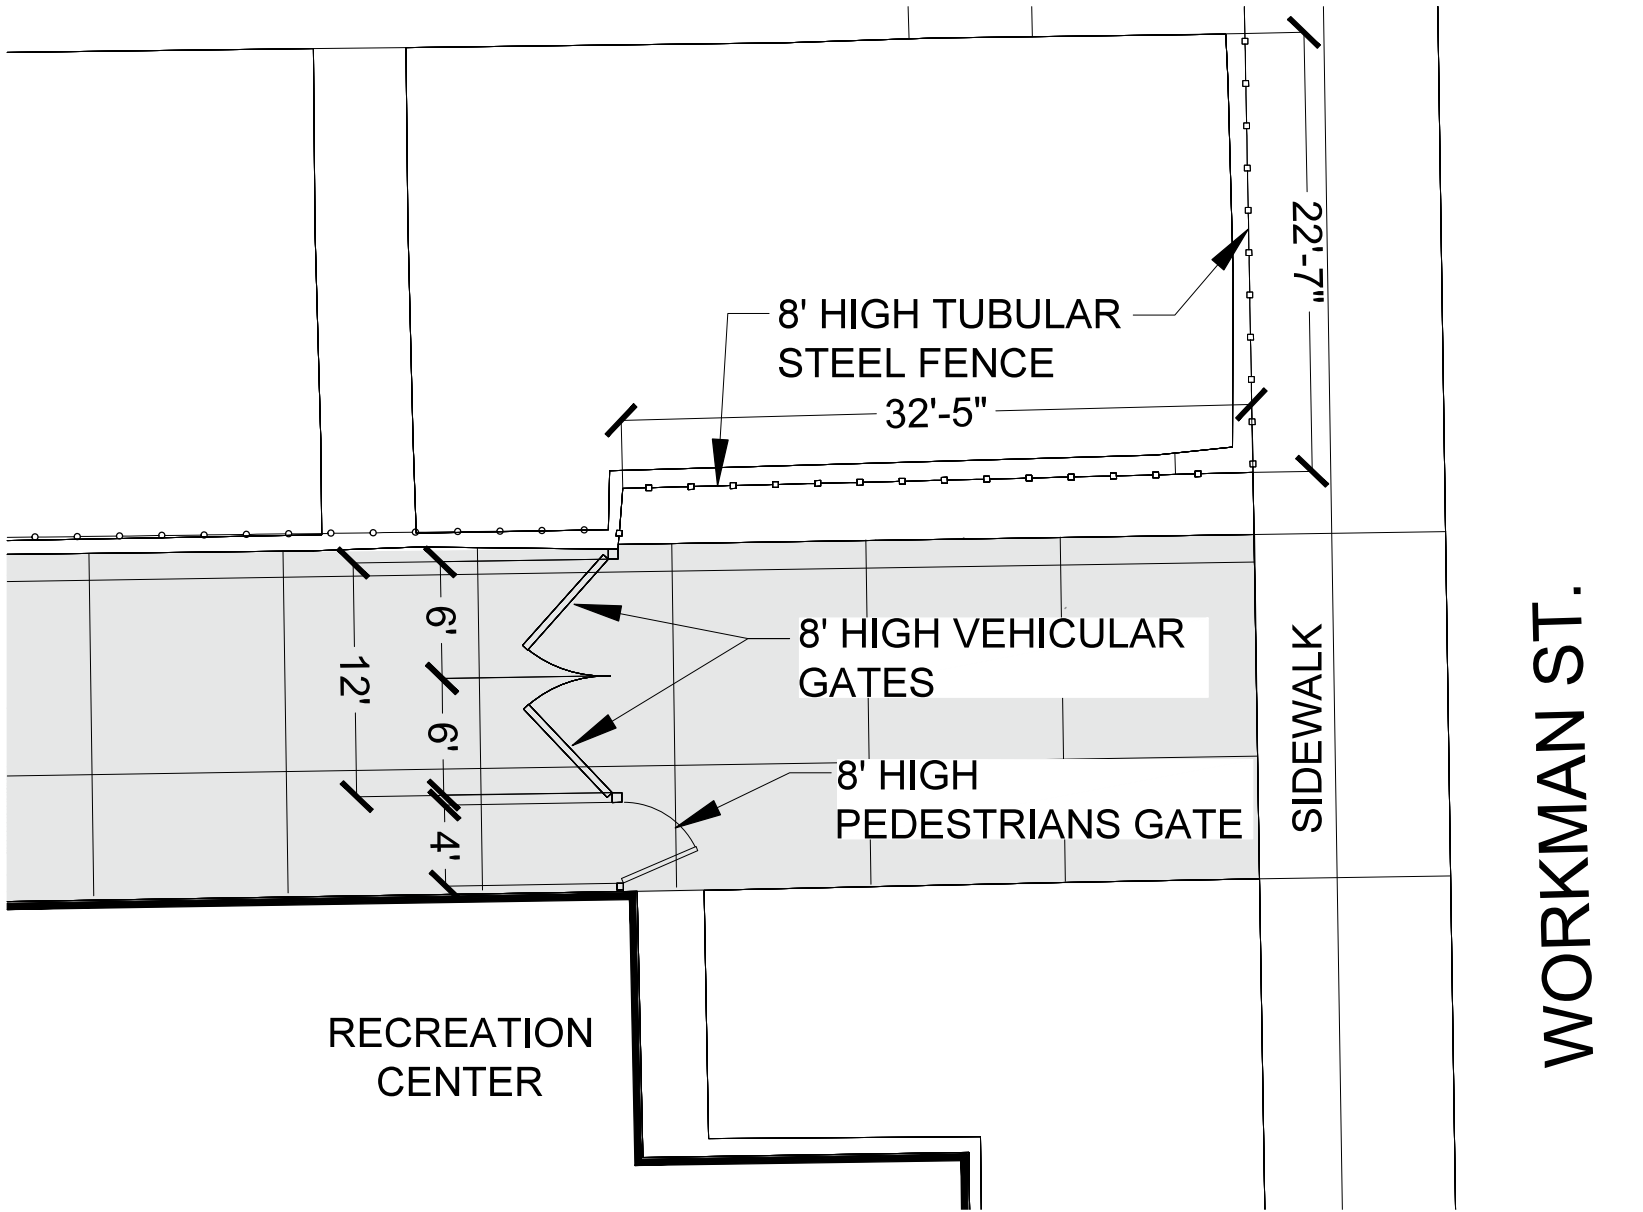 22'-7"
8' HIGH TUBULAR
STEEL FENCE
32'-5"
6'
12'
6'
8' HIGH VEHICULAR
GATES
8' HIGH
PEDESTRIANS GATE
4'
SIDEWALK
WORKMAN ST.
RECREATION
CENTER